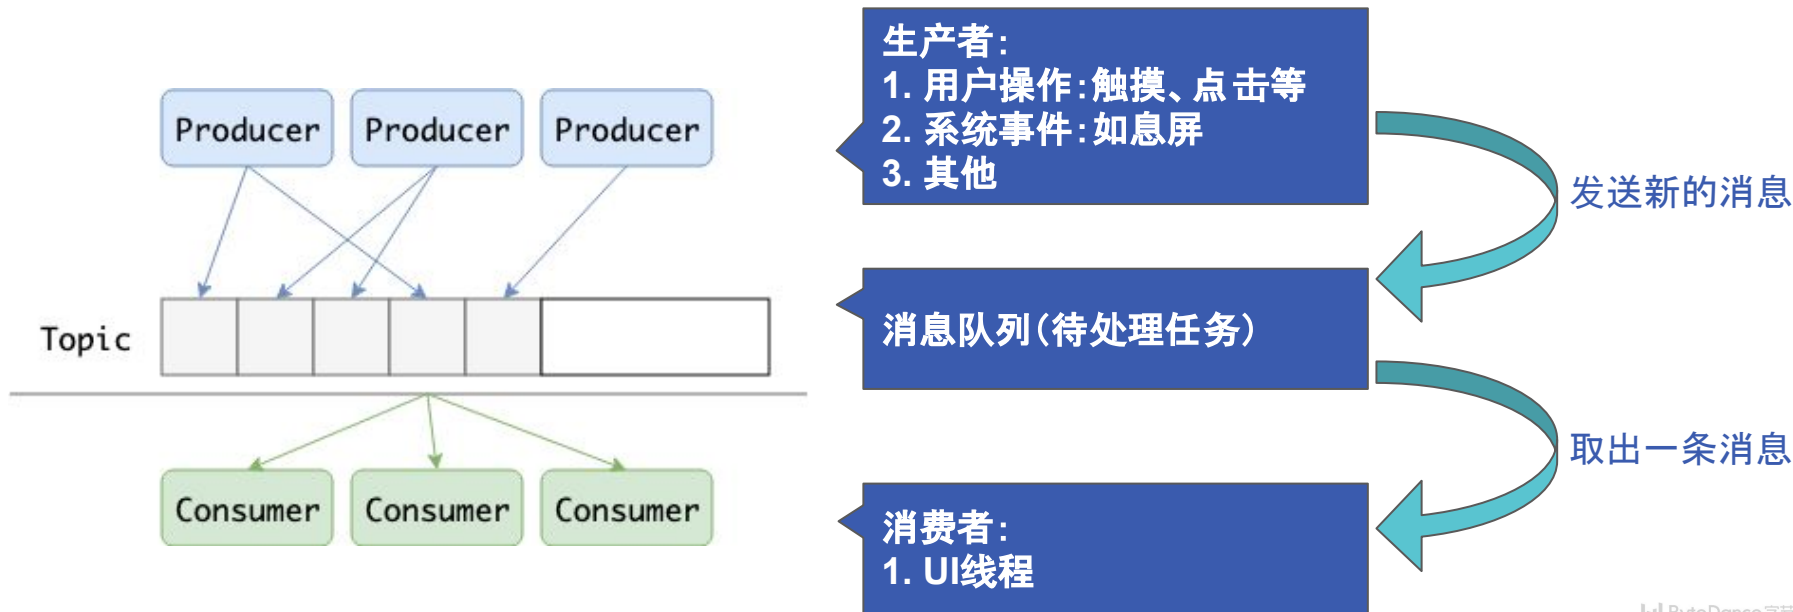 Producer Producer Producer
Topic
Consumer Consumer Consumer
生产者：
1. 用户操作：触摸、点击等
2. 系统事件：如息屏
3. 其他
发送新的消息
消息队列（待处理任务）
取出一条消息
消费者：
1. UI线程